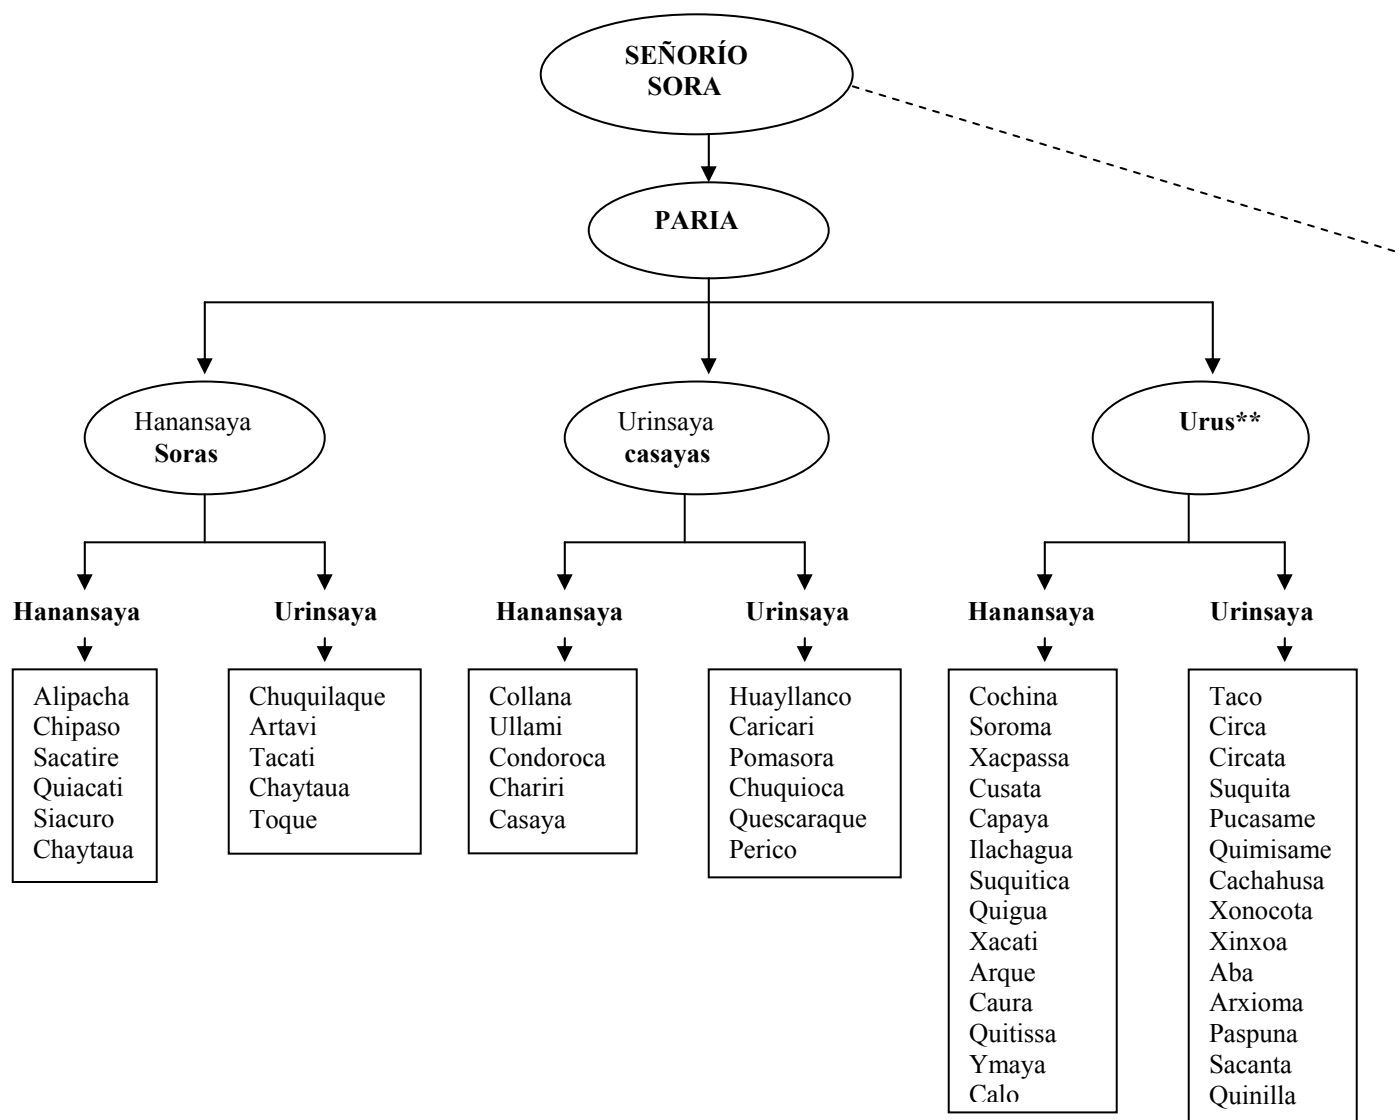 SEÑORÍO
SORA
PARIA
Hanansaya
Soras
Urinsaya
casayas
Urus**
Hanansaya
Urinsaya
Hanansaya
Urinsaya
Hanansaya
Urinsaya
Alipacha
Chipaso
Sacatire
Quiacati
Siacuro
Chaytaua
Chuquilaque
Artavi
Tacati
Chaytaua
Toque
Collana
Ullami
Condoroca
Chariri
Casaya
Huayllanco
Caricari
Pomasora
Chuquioca
Quescaraque
Perico
Cochina
Soroma
Xacpassa
Cusata
Capaya
Ilachagua
Suquitica
Quigua
Xacati
Arque
Caura
Quitissa
Ymaya
Calo
Taco
Circa
Circata
Suquita
Pucasame
Quimisame
Cachahusa
Xonocota
Xinxoa
Aba
Arxioma
Paspuna
Sacanta
Quinilla